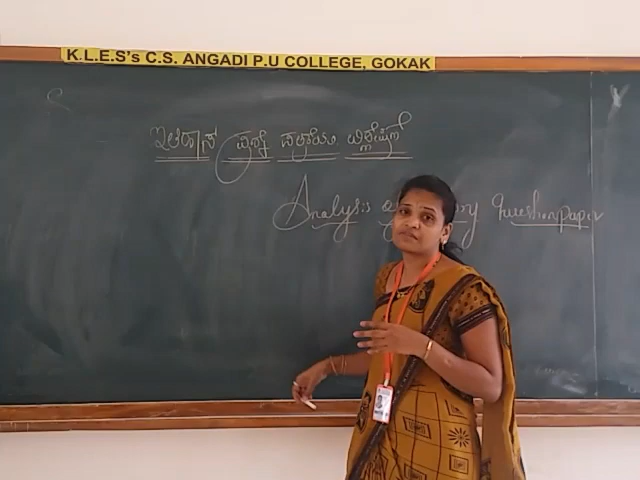 K.L.E.S's C.S. ANGADI P.U COLLEGE, GOKAK
ಇತಿಹಾಸ ಪ್ರಶ್ನೆ ಪತ್ರಿಕೆಯ ವಿಶ್ಲೇಷಣೆ
Analysis questionpaper